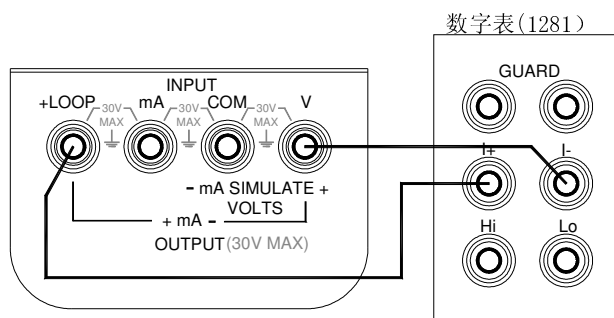 数字表(1281)
INPUT
+LOOP 30V MAX mA 30V MAX COM 30V MAX V
GUARD
I+ I-
- mA SIMULATE +
VOLTS
+ mA -
OUTPUT(30V MAX)
Hi Lo